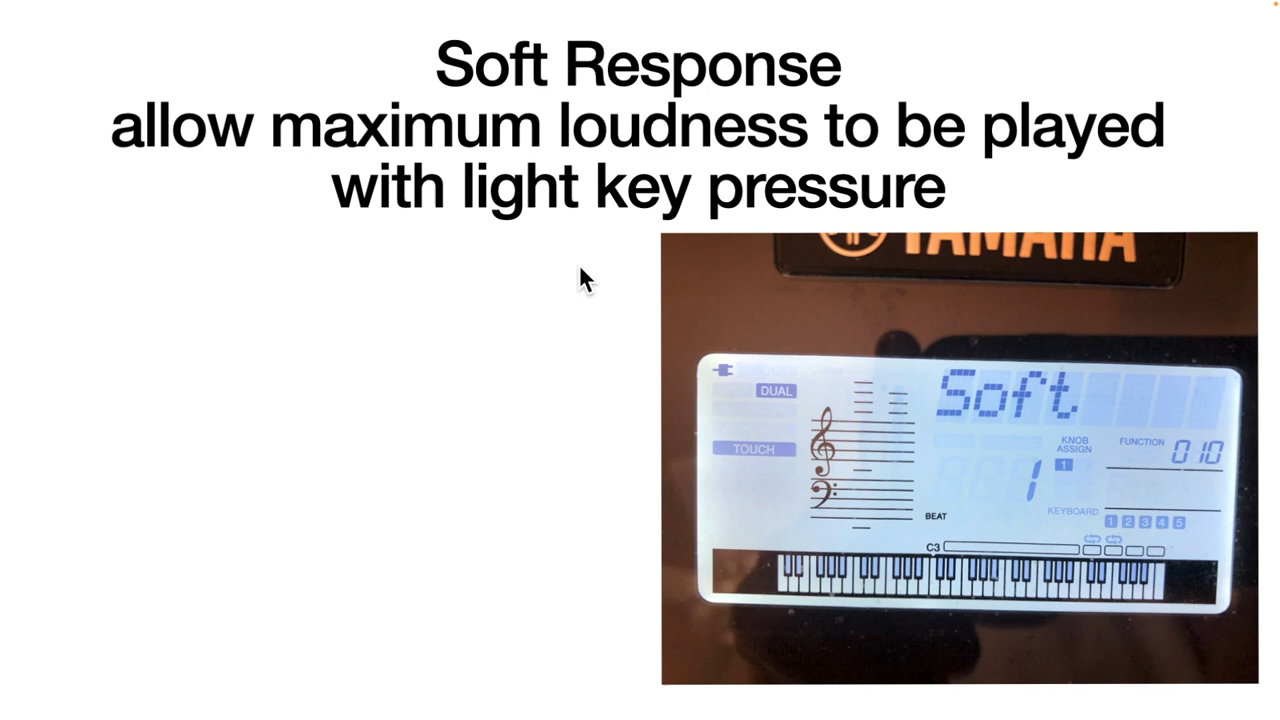 Soft Response
allow maximum loudness to be played
with light key pressure
YAMAHA
DUAL
Soft
TOUCH
KNOB
ASSIGN
FUNCTION
010
1
1
KEYBOARD
1 2 3 4 5
BEAT
C3